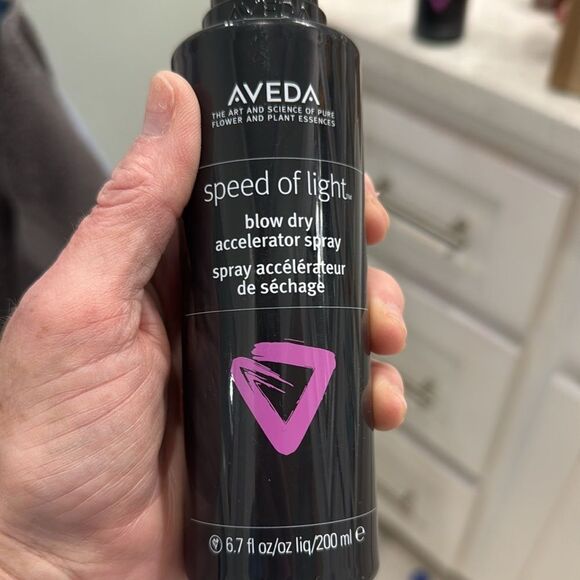 AVEDA
THE ART AND SCIENCE OF PURE
FLOWER AND PLANT ESSENCES
speed of light™
blow dry
accelerator spray
spray accélérateur
de séchage
6.7 fl oz/oz liq/200 ml ℮